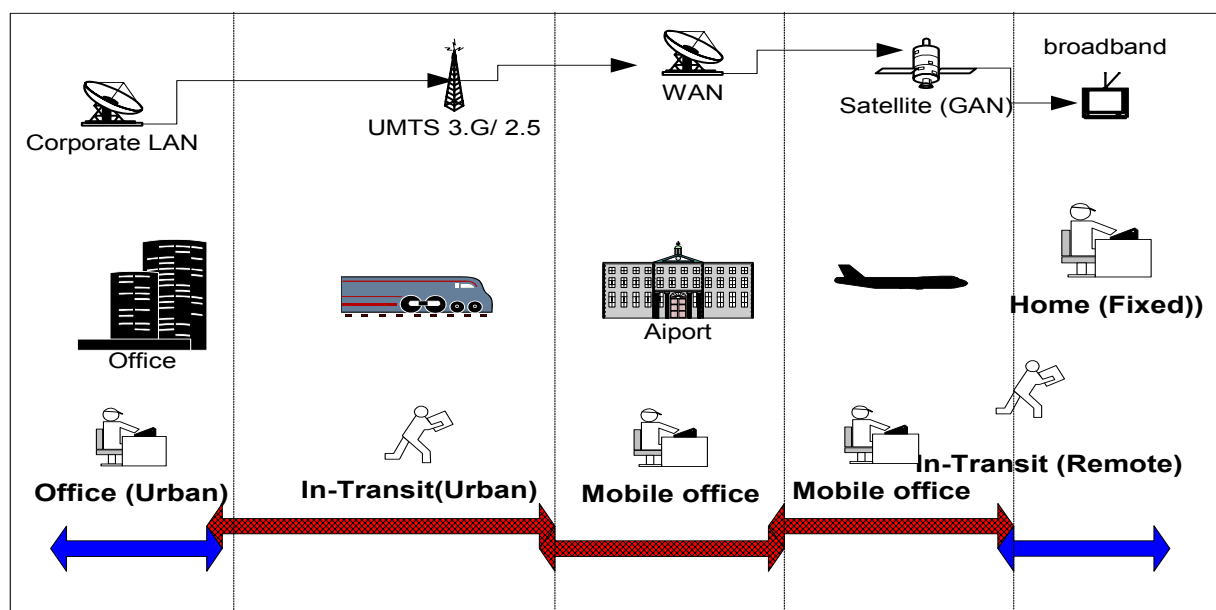 broadband
WAN
Satellite (GAN)
UMTS 3.G/ 2.5
Corporate LAN
Home (Fixed))
Aiport
Office
In-Transit (Remote)
Office (Urban)
In-Transit(Urban)
Mobile office
Mobile office